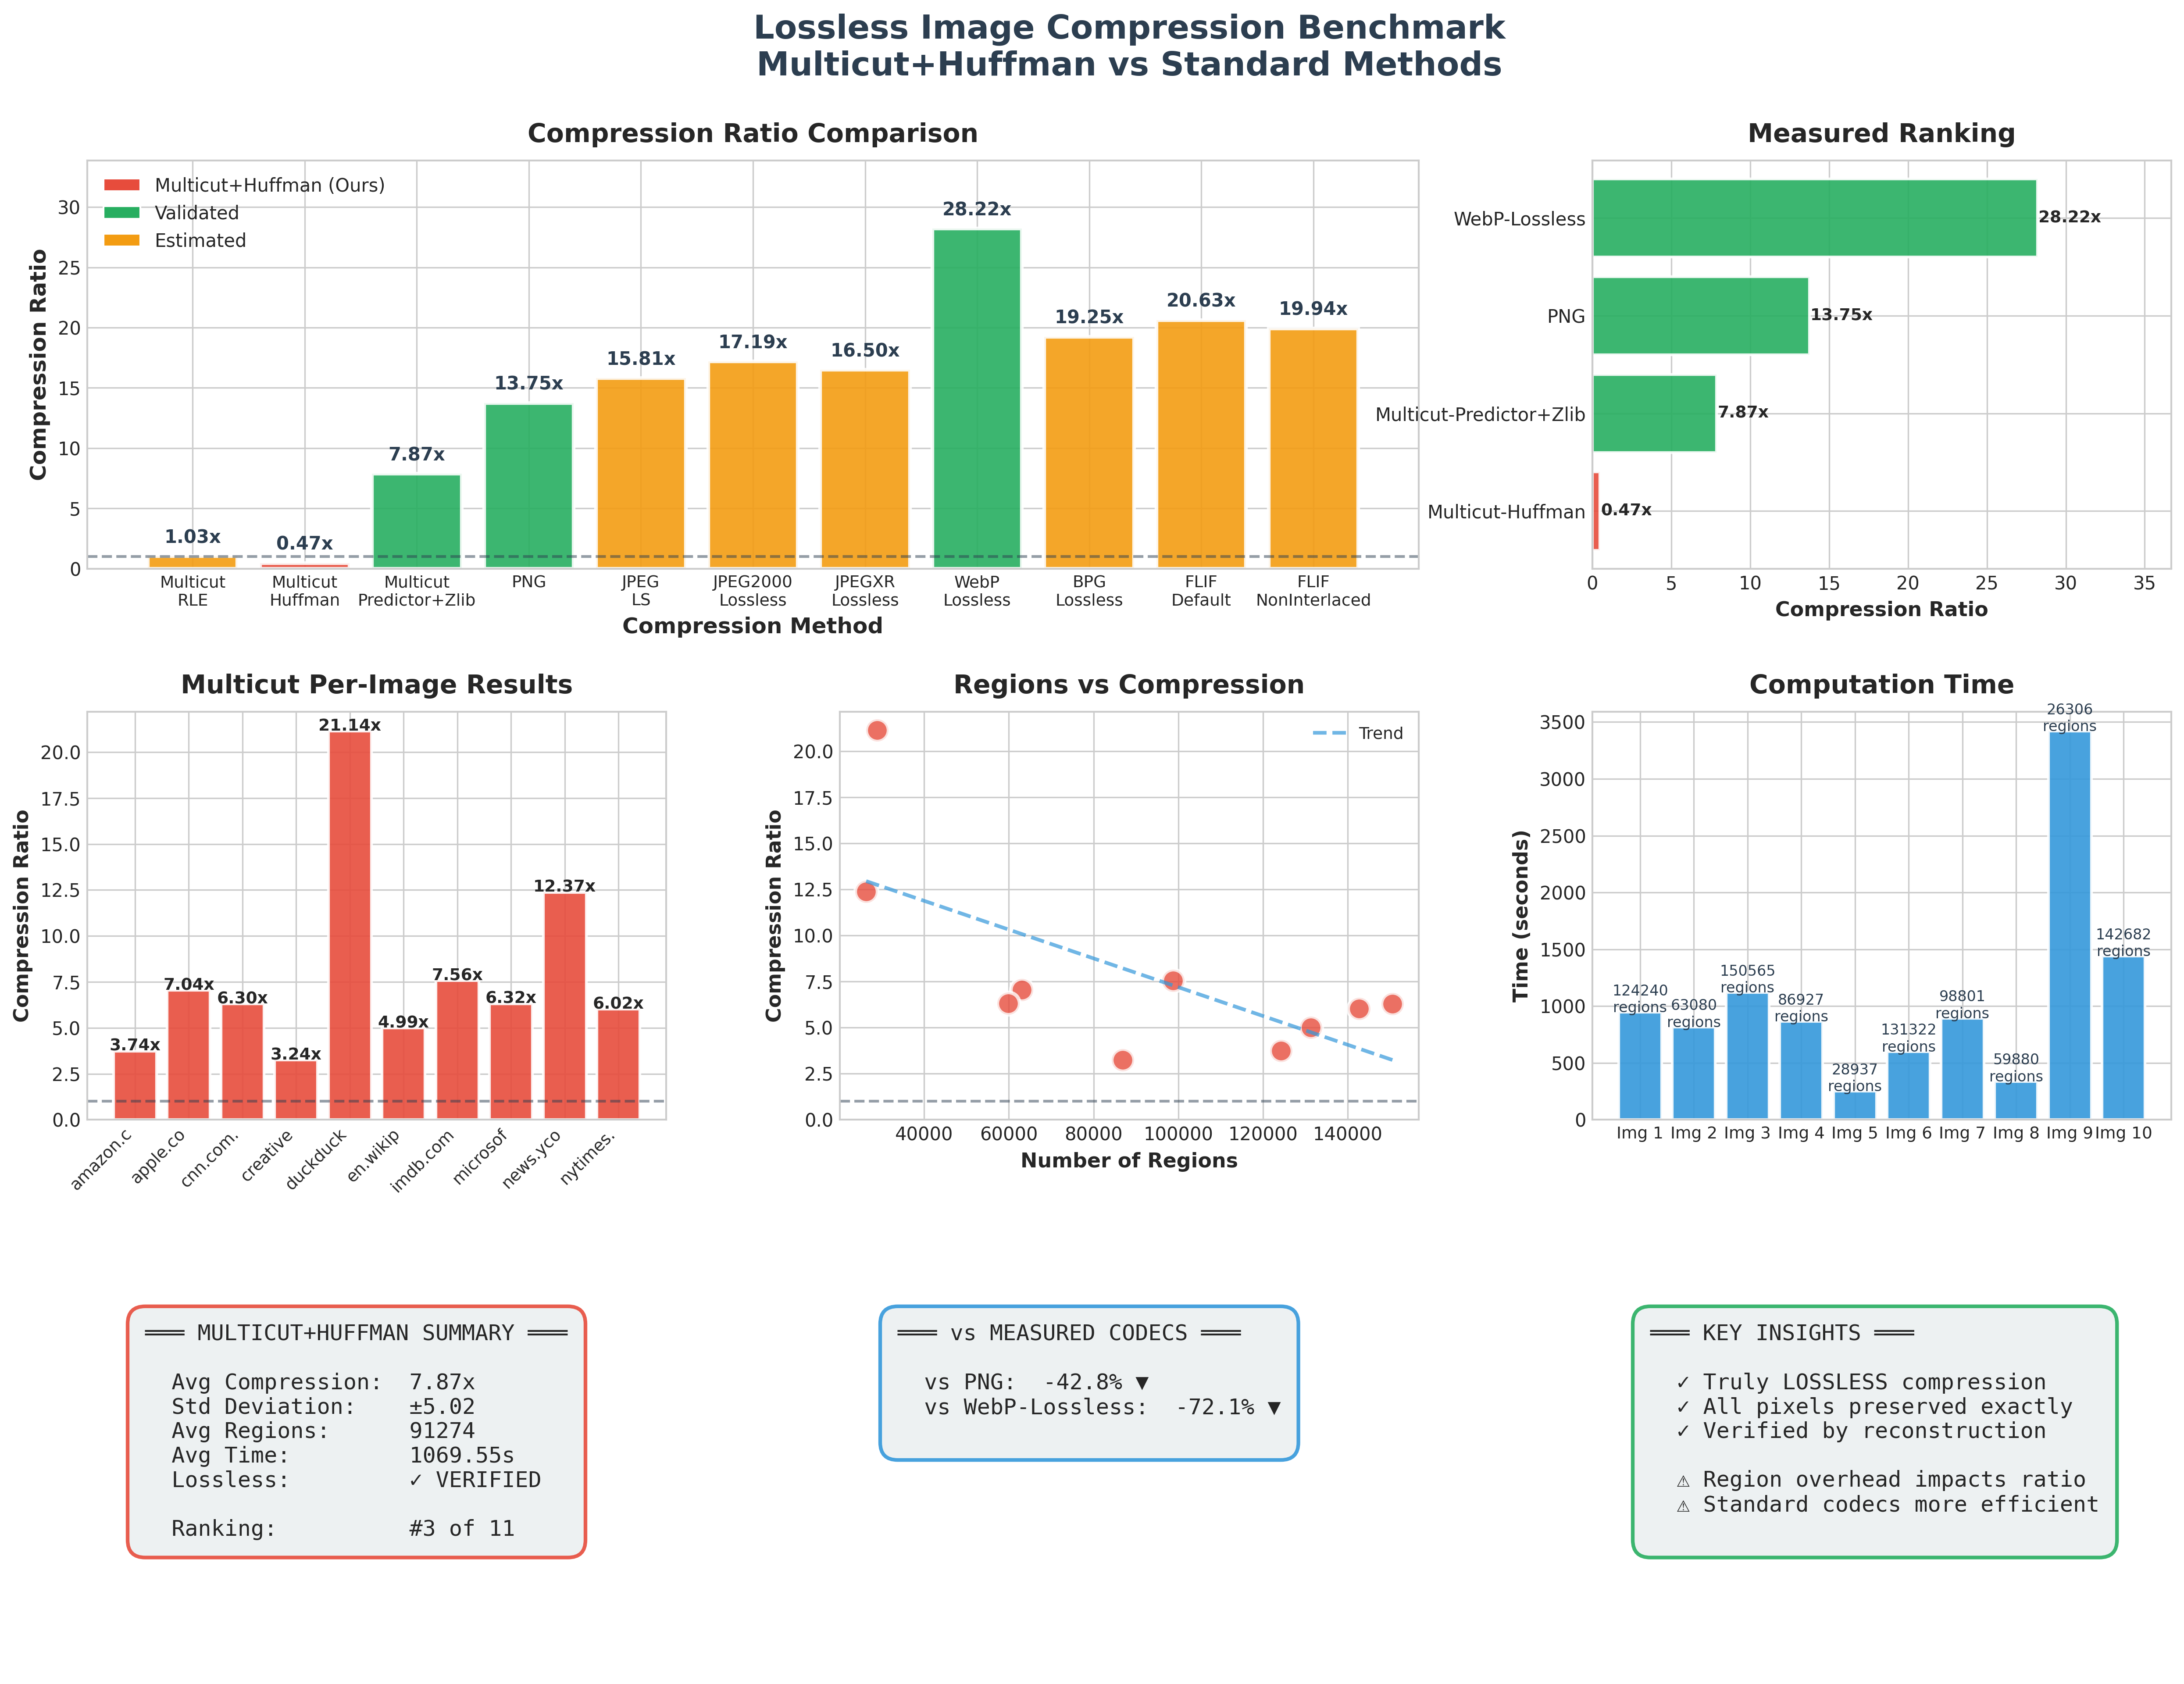 Lossless Image Compression Benchmark
Multicut+Huffman vs Standard Methods
Compression Ratio Comparison
Compression Ratio
30
25
20
15
10
5
0
Multicut+Huffman (Ours)
Validated
Estimated
1.03x
0.47x
7.87x
13.75x
15.81x
17.19x
16.50x
28.22x
19.25x
20.63x
19.94x
Multicut
RLE
Multicut
Huffman
Multicut
Predictor+Zlib
PNG
JPEG
LS
JPEG2000
Lossless
JPEGXR
Lossless
WebP
Lossless
BPG
Lossless
FLIF
Default
FLIF
NonInterlaced
Compression Method
Measured Ranking
WebP-Lossless
28.22x
PNG
13.75x
Multicut-Predictor+Zlib
7.87x
Multicut-Huffman
0.47x
0 5 10 15 20 25 30 35
Compression Ratio
Multicut Per-Image Results
Compression Ratio
20.0
17.5
15.0
12.5
10.0
7.5
5.0
2.5
0.0
3.74x
7.04x
6.30x
3.24x
21.14x
4.99x
7.56x
6.32x
12.37x
6.02x
amazon.c
apple.co
cnn.com.
creative
duckduck
en.wikip
imdb.com
microsof
news.yco
nytimes.
Regions vs Compression
Compression Ratio
20.0
17.5
15.0
12.5
10.0
7.5
5.0
2.5
0.0
Trend
40000 60000 80000 100000 120000 140000
Number of Regions
Computation Time
Time (seconds)
3500
3000
2500
2000
1500
1000
500
0
124240
regions
63080
regions
150565
regions
86927
regions
28937
regions
131322
regions
98801
regions
59880
regions
26306
regions
142682
regions
Img 1 Img 2 Img 3 Img 4 Img 5 Img 6 Img 7 Img 8 Img 9 Img 10
═══ MULTICUT+HUFFMAN SUMMARY ═══
Avg Compression: 7.87x
Std Deviation: ±5.02
Avg Regions: 91274
Avg Time: 1069.55s
Lossless: ✓ VERIFIED
Ranking: #3 of 11
═══ vs MEASURED CODECS ═══
vs PNG: -42.8% ▼
vs WebP-Lossless: -72.1% ▼
═══ KEY INSIGHTS ═══
✓ Truly LOSSLESS compression
✓ All pixels preserved exactly
✓ Verified by reconstruction
⚠ Region overhead impacts ratio
⚠ Standard codecs more efficient